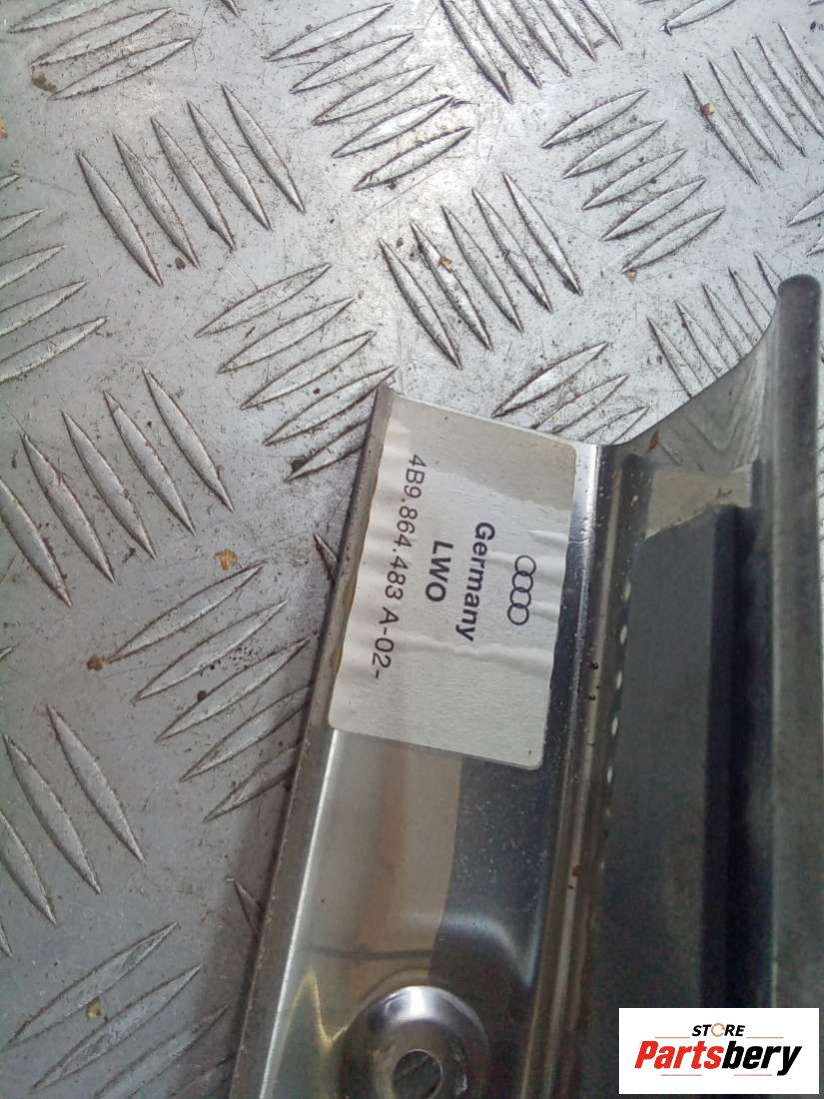 Germany
LWO
4B9.864.483 A-02-
STORE
Partsbery